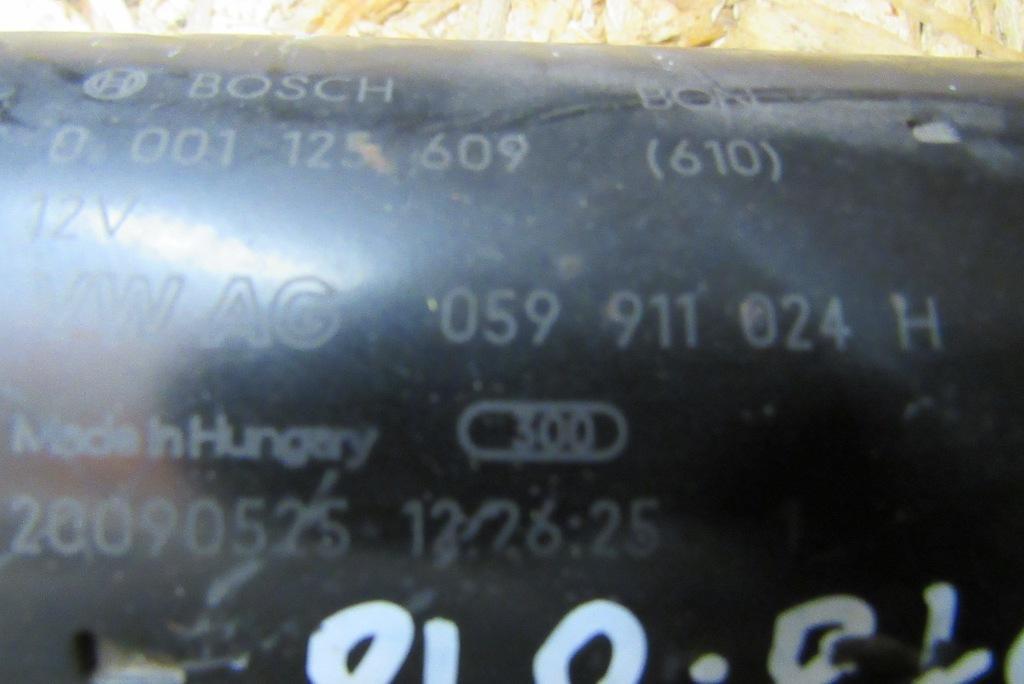 BOSCH
0 001 125 609 (610)
12V
VW AG 059 911 024 H
Made in Hungary 300
20090525 12:26:25